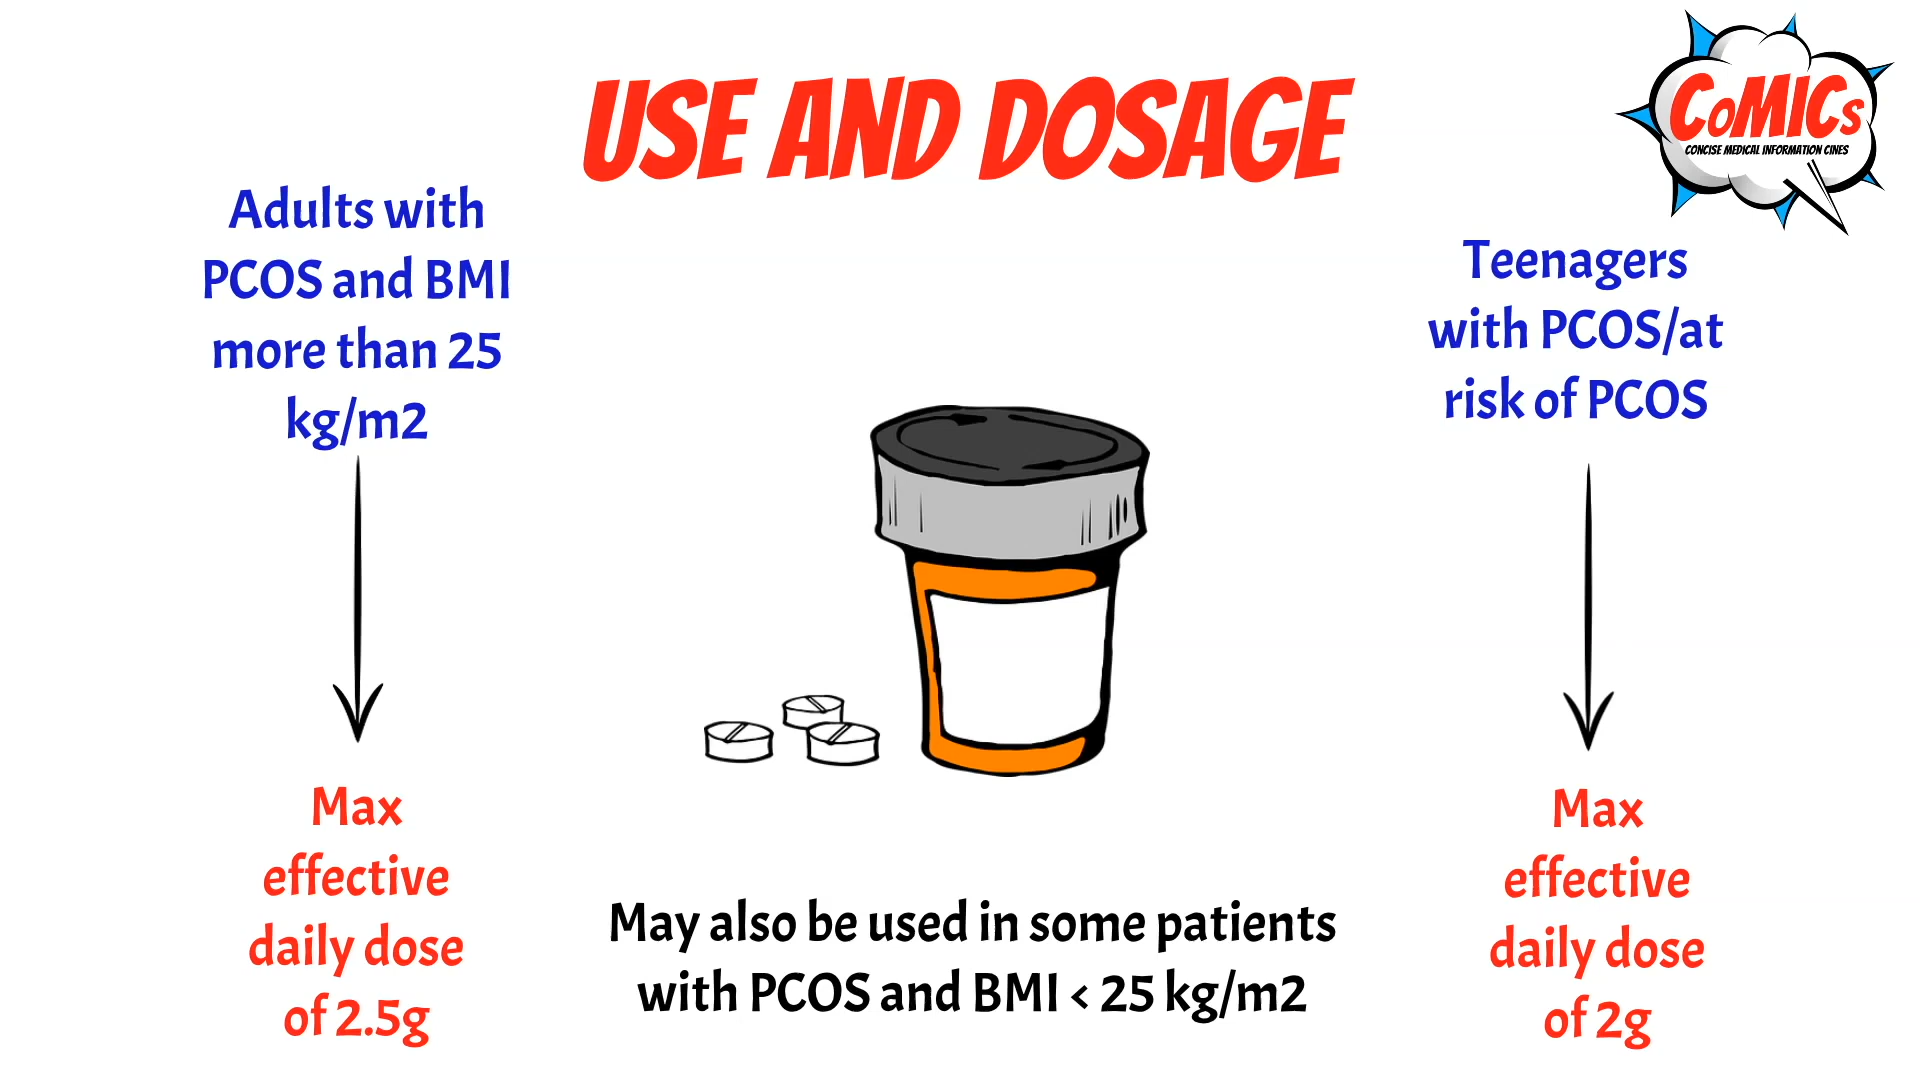 USE AND DOSAGE
CoMICs
CONCISE MEDICAL INFORMATION CINES
Adults with
PCOS and BMI
more than 25
kg/m2
Teenagers
with PCOS/at
risk of PCOS
Max
effective
daily dose
of 2.5g
May also be used in some patients
with PCOS and BMI < 25 kg/m2
Max
effective
daily dose
of 2g